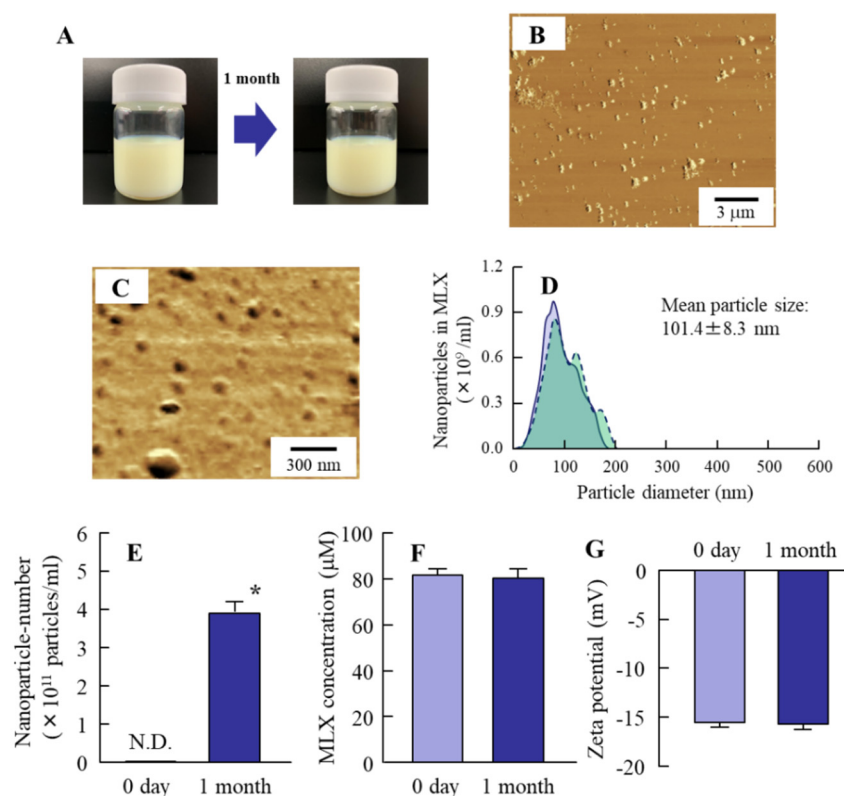 A
1 month
B
3 μm
C
300 nm
D
Mean particle size:
101.4±8.3 nm
Nanoparticles in MLX
(×10⁹/ml)
1.2
0.9
0.6
0.3
0.0
0
100
200
300
400
500
600
Particle diameter (nm)
E
Nanoparticle-number
(×10¹¹ particles/ml)
6
5
4
3
2
1
0
N.D.
*
0 day
1 month
F
MLX concentration (μM)
100
80
60
40
20
0
0 day
1 month
G
0 day
1 month
Zeta potential (mV)
0
-5
-10
-15
-20